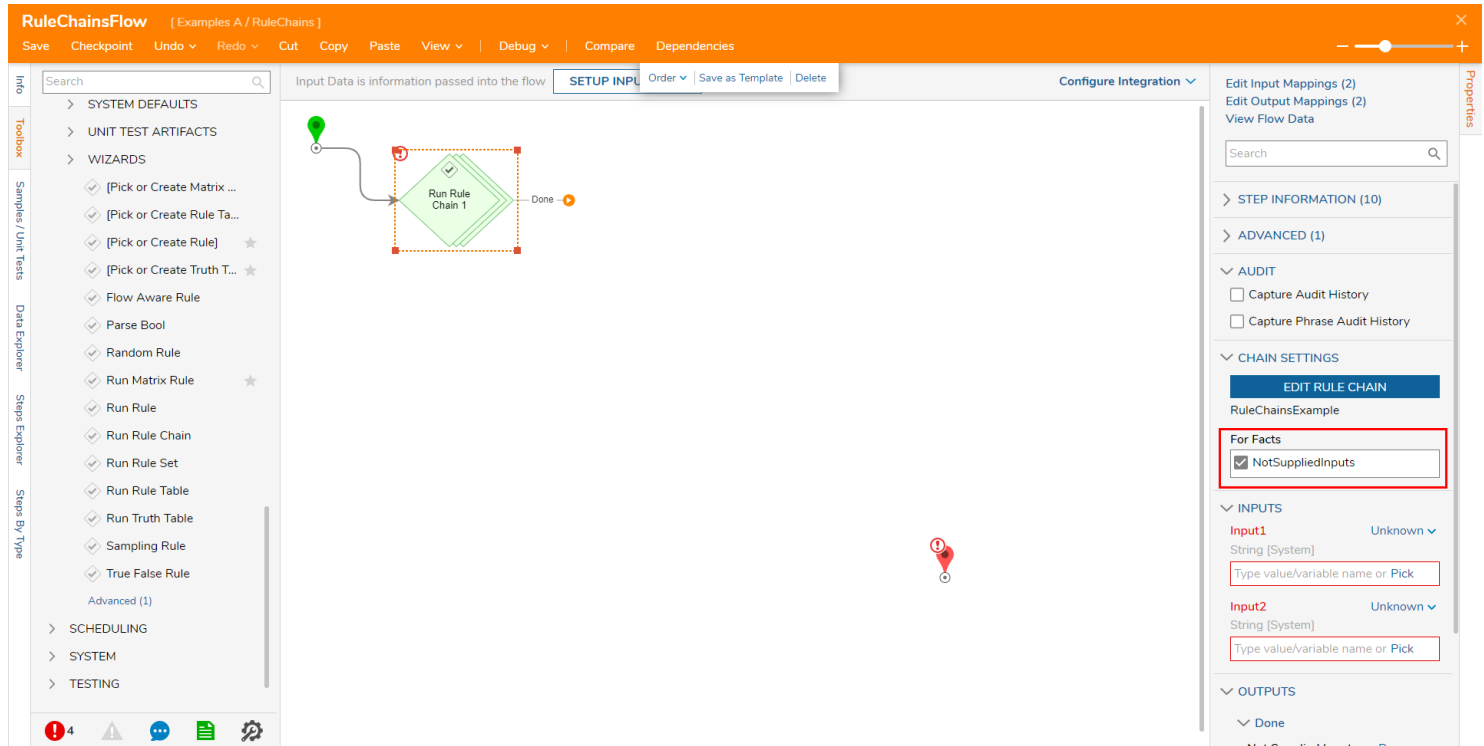 RuleChainsFlow [ Examples A / RuleChains ]
Save Checkpoint Undo Redo Cut Copy Paste View Debug Compare Dependencies
Info
Toolbox
Samples / Unit Tests
Data Explorer
Steps Explorer
Steps By Type
Search
SYSTEM DEFAULTS
UNIT TEST ARTIFACTS
WIZARDS
[Pick or Create Matrix ...
[Pick or Create Rule Ta...
[Pick or Create Rule]
[Pick or Create Truth T...
Flow Aware Rule
Parse Bool
Random Rule
Run Matrix Rule
Run Rule
Run Rule Chain
Run Rule Set
Run Rule Table
Run Truth Table
Sampling Rule
True False Rule
Advanced (1)
SCHEDULING
SYSTEM
TESTING
4
Input Data is information passed into the flow SETUP INPU
Order Save as Template Delete
Configure Integration
Run Rule
Chain 1
Done
Properties
Edit Input Mappings (2)
Edit Output Mappings (2)
View Flow Data
Search
STEP INFORMATION (10)
ADVANCED (1)
AUDIT
Capture Audit History
Capture Phrase Audit History
CHAIN SETTINGS
EDIT RULE CHAIN
RuleChainsExample
For Facts
NotSuppliedInputs
INPUTS
Input1 Unknown
String [System]
Type value/variable name or Pick
Input2 Unknown
String [System]
Type value/variable name or Pick
OUTPUTS
Done